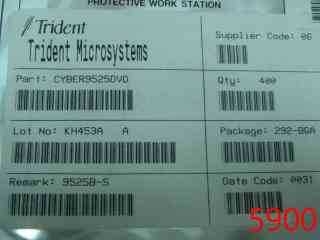 PROTECTIVE WORK STATION
Trident
Trident Microsystems
Supplier Code: 06
Part: CYBER9525DVD
Qty: 400
Lot No: KH453A A
Package: 292-BGA
Remark: 9525B-S
Date Code: 0031
5900